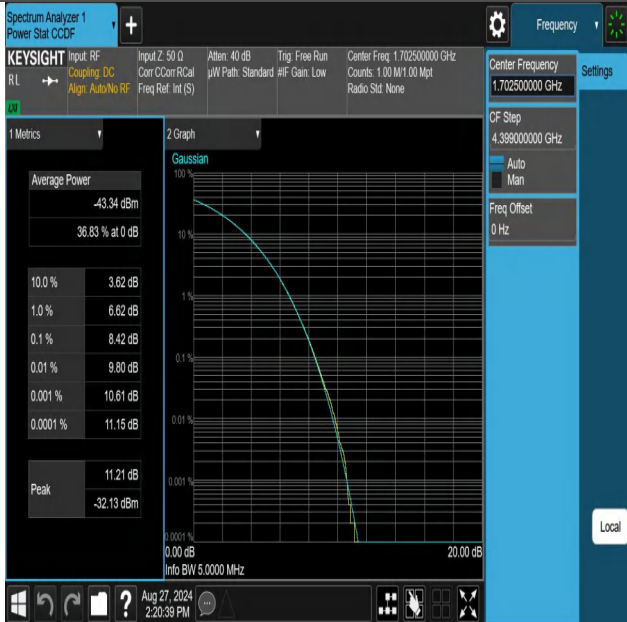 Spectrum Analyzer 1
Power Stat CCDF
Frequency
KEYSIGHT
RL
LXI
Input: RF
Coupling: DC
Align: Auto/No RF
Input Z: 50 Ω
Corr CCorr RCal
Freq Ref: Int (S)
Atten: 40 dB
µW Path: Standard
Trig: Free Run
#IF Gain: Low
Center Freq: 1.702500000 GHz
Counts: 1.00 M/1.00 Mpt
Radio Std: None
Center Frequency
1.702500000 GHz
Settings
CF Step
4.399000000 GHz
Auto
Man
Freq Offset
0 Hz
1 Metrics
Average Power
-43.34 dBm
36.83 % at 0 dB
10.0 % 3.62 dB
1.0 % 6.62 dB
0.1 % 8.42 dB
0.01 % 9.80 dB
0.001 % 10.61 dB
0.0001 % 11.15 dB
Peak
11.21 dB
-32.13 dBm
2 Graph
Gaussian
100 %
10 %
1 %
0.1 %
0.01 %
0.001 %
0.0001 %
0.00 dB 20.00 dB
Info BW 5.0000 MHz
Local
Aug 27, 2024
2:20:39 PM